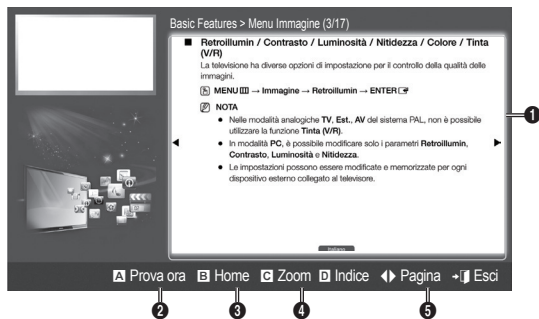 Basic Features > Menu Immagine (3/17)
■ Retroillumin / Contrasto / Luminosità / Nitidezza / Colore / Tinta
(V/R)
La televisione ha diverse opzioni di impostazione per il controllo della qualità delle
immagini.
MENU → Immagine → Retroillumin → ENTER
NOTA
● Nelle modalità analogiche TV, Est., AV del sistema PAL, non è possibile
utilizzare la funzione Tinta (V/R).
● In modalità PC, è possibile modificare solo i parametri Retroillumin,
Contrasto, Luminosità e Nitidezza.
● Le impostazioni possono essere modificate e memorizzate per ogni
dispositivo esterno collegato al televisore.
1
Italiano
A Prova ora B Home C Zoom D Indice Pagina Esci
2 3 4 5